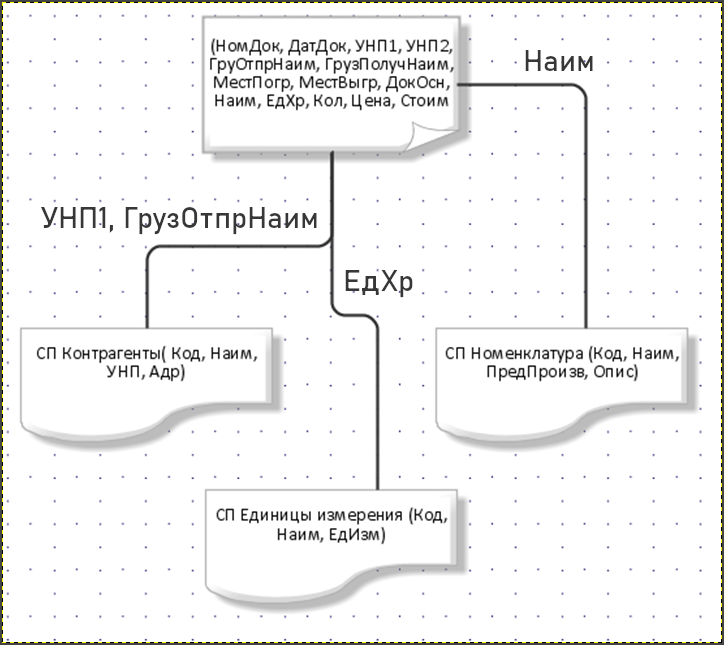 (НомДок, ДатДок, УНП1, УНП2,
ГруОтпрНаим, ГрузПолучНаим,
МестПогр, МестВыгр, ДокОсн,
Наим, ЕдХр, Кол, Цена, Стоим
Наим
УНП1, ГрузОтпрНаим
ЕдХр
СП Контрагенты( Код, Наим,
УНП, Адр)
СП Номенклатура (Код, Наим,
ПредПроизв, Опис)
СП Единицы измерения (Код,
Наим, ЕдИзм)